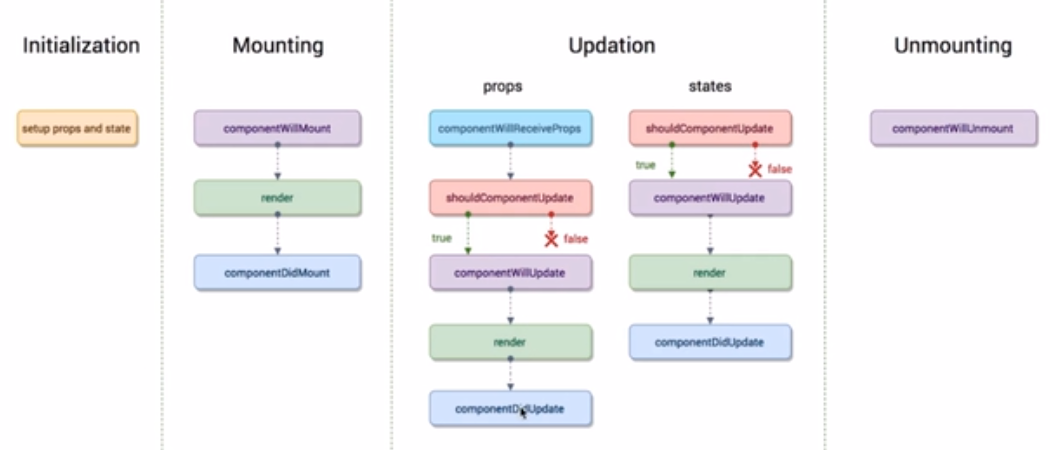 Initialization
setup props and state
Mounting
componentWillMount
render
componentDidMount
Updation
props
componentWillReceiveProps
shouldComponentUpdate
true
false
componentWillUpdate
render
componentDidUpdate
states
shouldComponentUpdate
true
false
componentWillUpdate
render
componentDidUpdate
Unmounting
componentWillUnmount